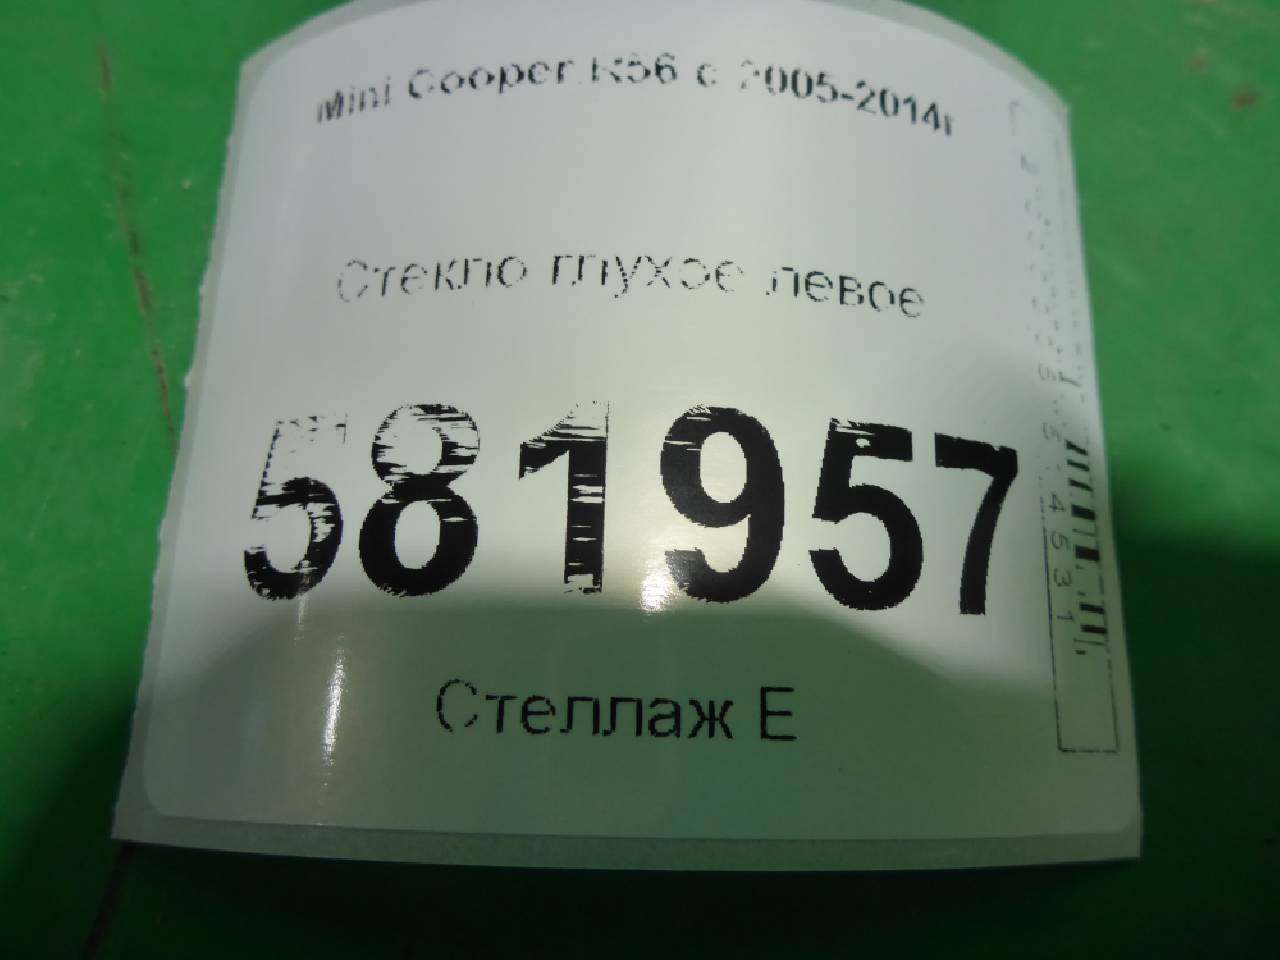 Mini Cooper R56 с 2005-2014г
Стекло глухое левое
581957
Стеллаж Е